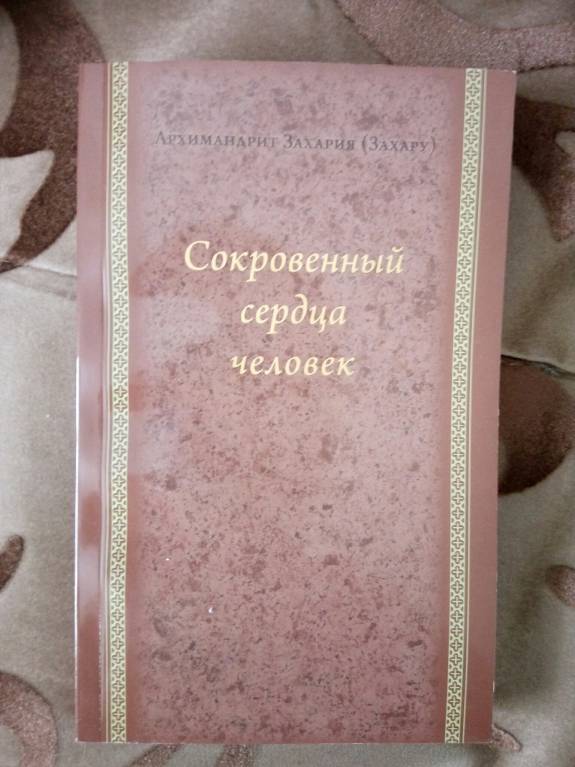 Архимандрит Захария (Захару)
Сокровенный
сердца
человек